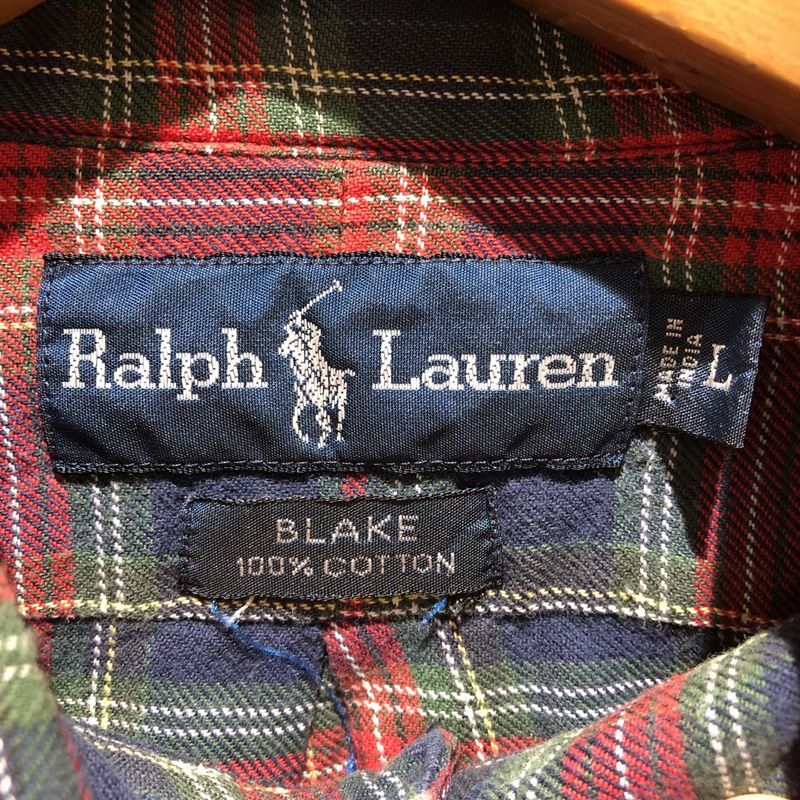 Ralph Lauren
MADE IN
INDIA
L
BLAKE
100% COTTON